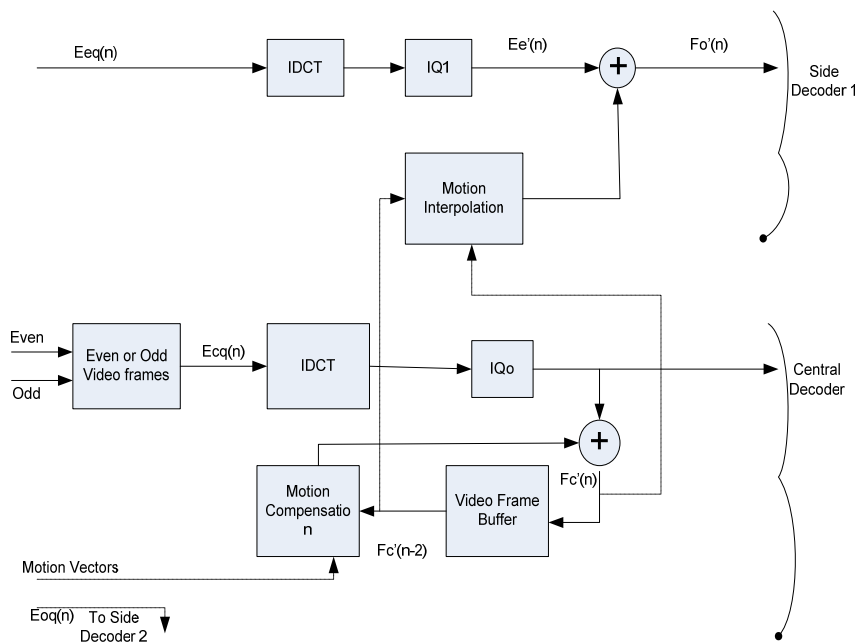 Eeq(n)
IDCT
IQ1
Ee'(n)
+
Fo'(n)
Side
Decoder 1
Motion
Interpolation
Even
Odd
Even or Odd
Video frames
Ecq(n)
IDCT
IQo
Central
Decoder
+
Fc'(n)
Motion
Compensatio
n
Video Frame
Buffer
Fc'(n-2)
Motion Vectors
Eoq(n)
To Side
Decoder 2